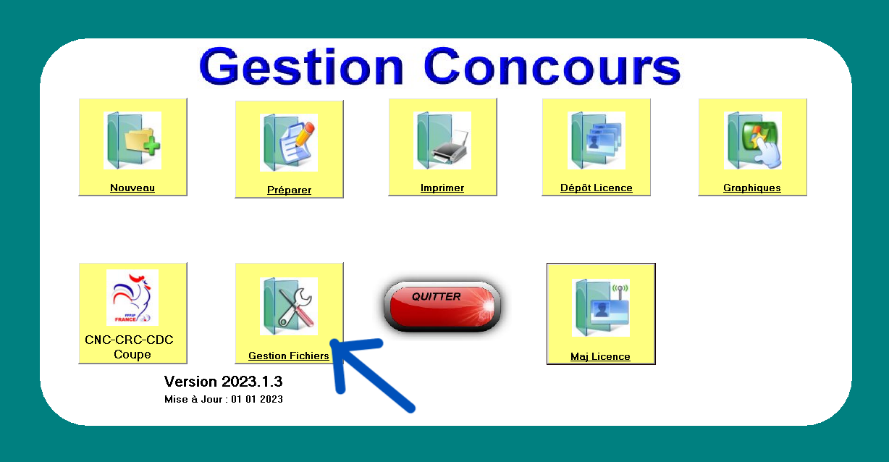 Gestion Concours
Nouveau
Préparer
Imprimer
Dépôt Licence
Graphiques
FRANCE
CNC-CRC-CDC
Coupe
Gestion Fichiers
QUITTER
Maj Licence
Version 2023.1.3
Mise à Jour : 01 01 2023